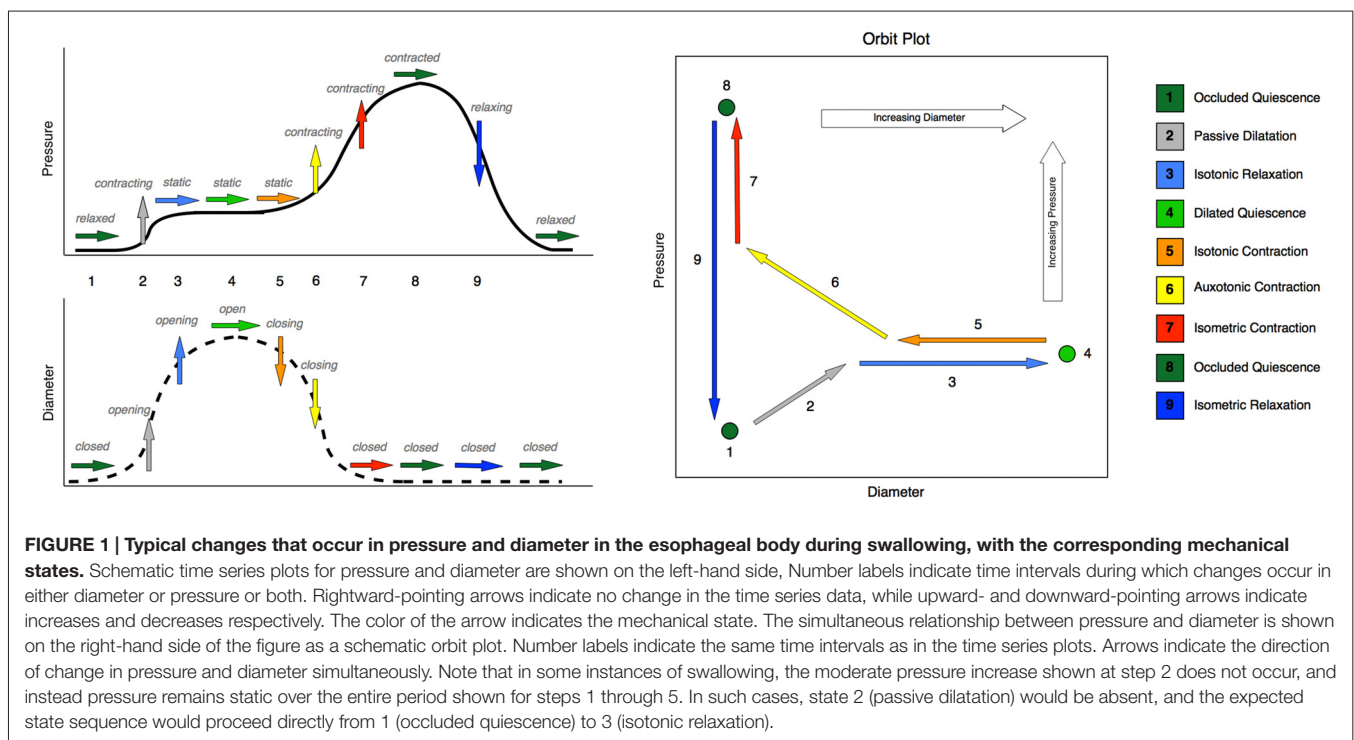 Pressure
relaxed
contracting
static
static
static
contracting
contracting
contracted
relaxing
relaxed
1 2 3 4 5 6 7 8 9
Diameter
closed
opening
opening
open
closing
closing
closed
closed
closed
closed
Orbit Plot
Pressure
8
Increasing Diameter
Increasing Pressure
7
9
6
5
4
3
2
1
Diameter
1 Occluded Quiescence
2 Passive Dilatation
3 Isotonic Relaxation
4 Dilated Quiescence
5 Isotonic Contraction
6 Auxotonic Contraction
7 Isometric Contraction
8 Occluded Quiescence
9 Isometric Relaxation
FIGURE 1 | Typical changes that occur in pressure and diameter in the esophageal body during swallowing, with the corresponding mechanical
states. Schematic time series plots for pressure and diameter are shown on the left-hand side, Number labels indicate time intervals during which changes occur in
either diameter or pressure or both. Rightward-pointing arrows indicate no change in the time series data, while upward- and downward-pointing arrows indicate
increases and decreases respectively. The color of the arrow indicates the mechanical state. The simultaneous relationship between pressure and diameter is shown
on the right-hand side of the figure as a schematic orbit plot. Number labels indicate the same time intervals as in the time series plots. Arrows indicate the direction
of change in pressure and diameter simultaneously. Note that in some instances of swallowing, the moderate pressure increase shown at step 2 does not occur, and
instead pressure remains static over the entire period shown for steps 1 through 5. In such cases, state 2 (passive dilatation) would be absent, and the expected
state sequence would proceed directly from 1 (occluded quiescence) to 3 (isotonic relaxation).